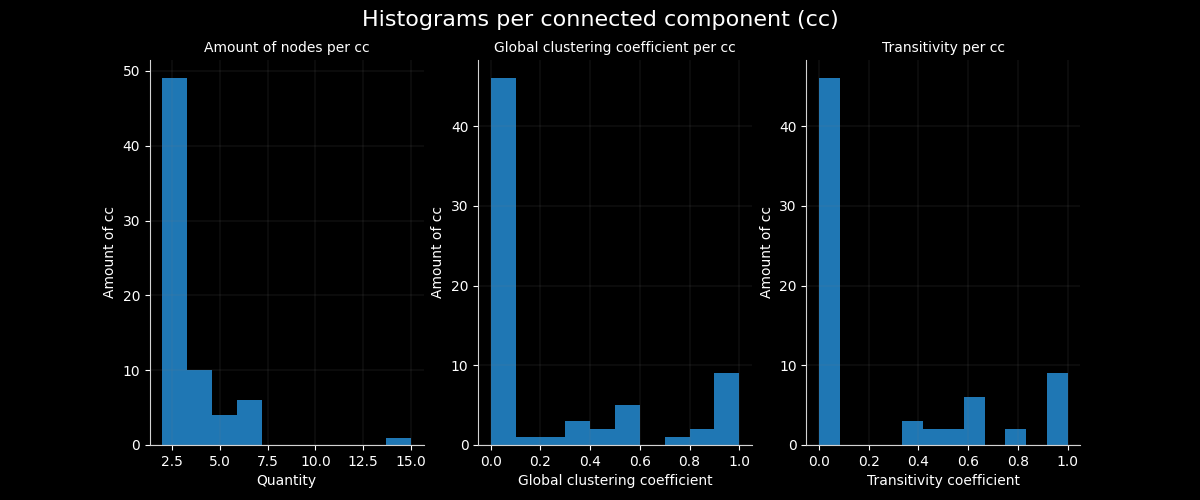 Histograms per connected component (cc)
Amount of nodes per cc
Global clustering coefficient per cc
Transitivity per cc
50
40
30
20
10
0
Amount of cc
2.5 5.0 7.5 10.0 12.5 15.0
Quantity
40
30
20
10
0
Amount of cc
0.0 0.2 0.4 0.6 0.8 1.0
Global clustering coefficient
40
30
20
10
0
Amount of cc
0.0 0.2 0.4 0.6 0.8 1.0
Transitivity coefficient